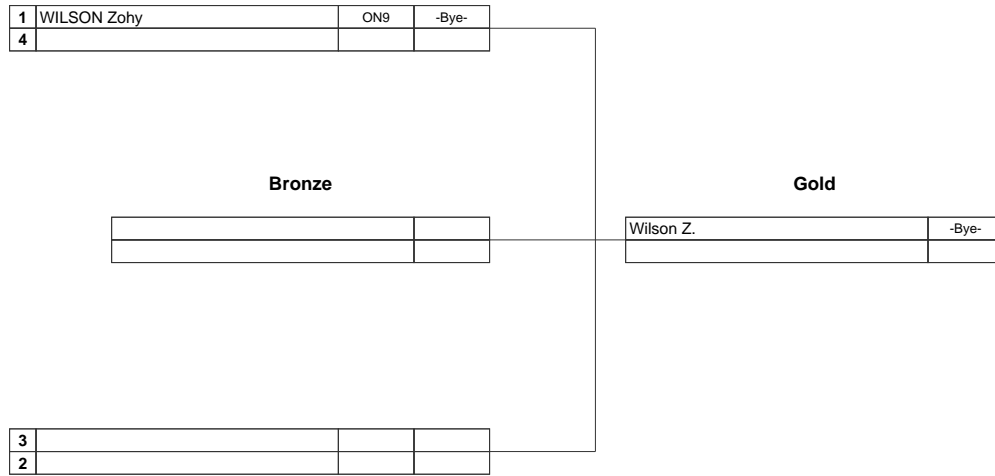 1 WILSON Zohy ON9 -Bye-
4
Bronze
Gold
Wilson Z. -Bye-
3
2